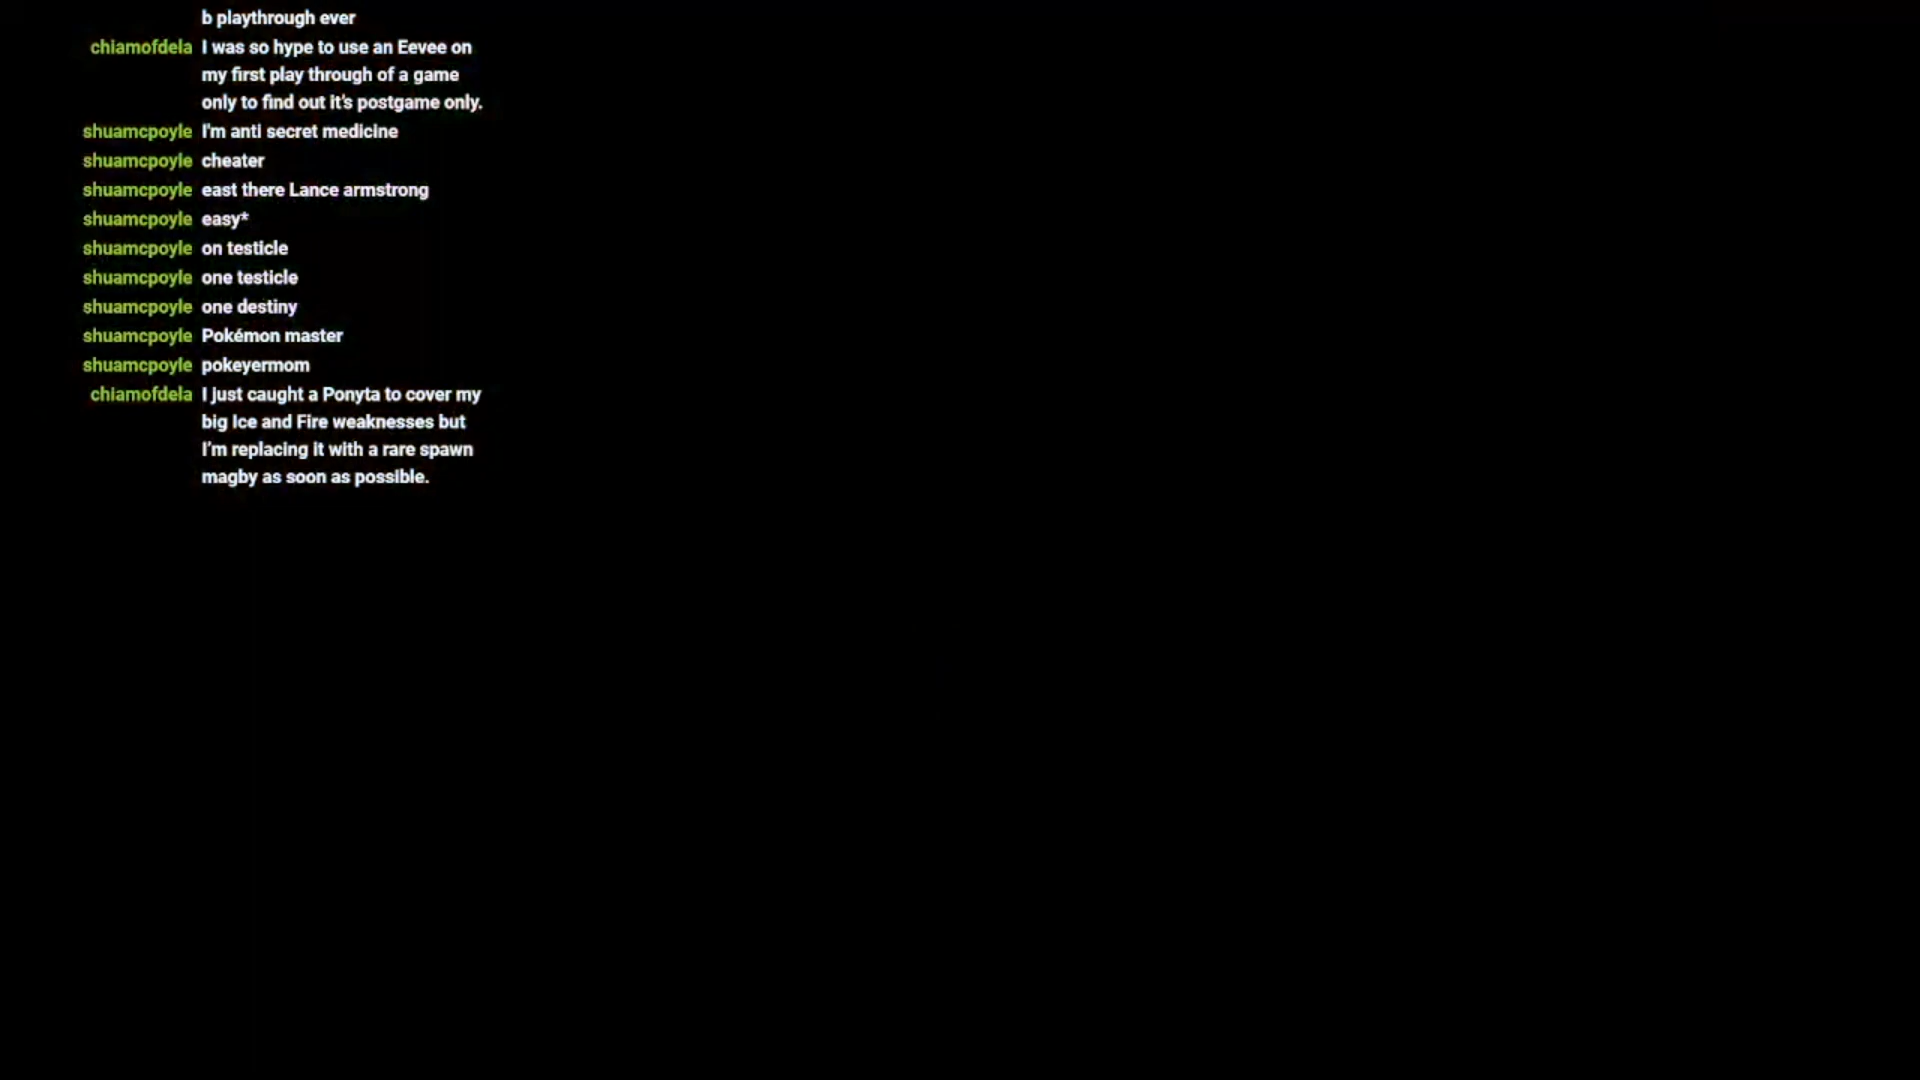 b playthrough ever
chiamofdela I was so hype to use an Eevee on
my first play through of a game
only to find out it's postgame only.
shuamcpoyle I'm anti secret medicine
shuamcpoyle cheater
shuamcpoyle east there Lance armstrong
shuamcpoyle easy*
shuamcpoyle on testicle
shuamcpoyle one testicle
shuamcpoyle one destiny
shuamcpoyle Pokémon master
shuamcpoyle pokeyermom
chiamofdela I just caught a Ponyta to cover my
big Ice and Fire weaknesses but
I'm replacing it with a rare spawn
magby as soon as possible.